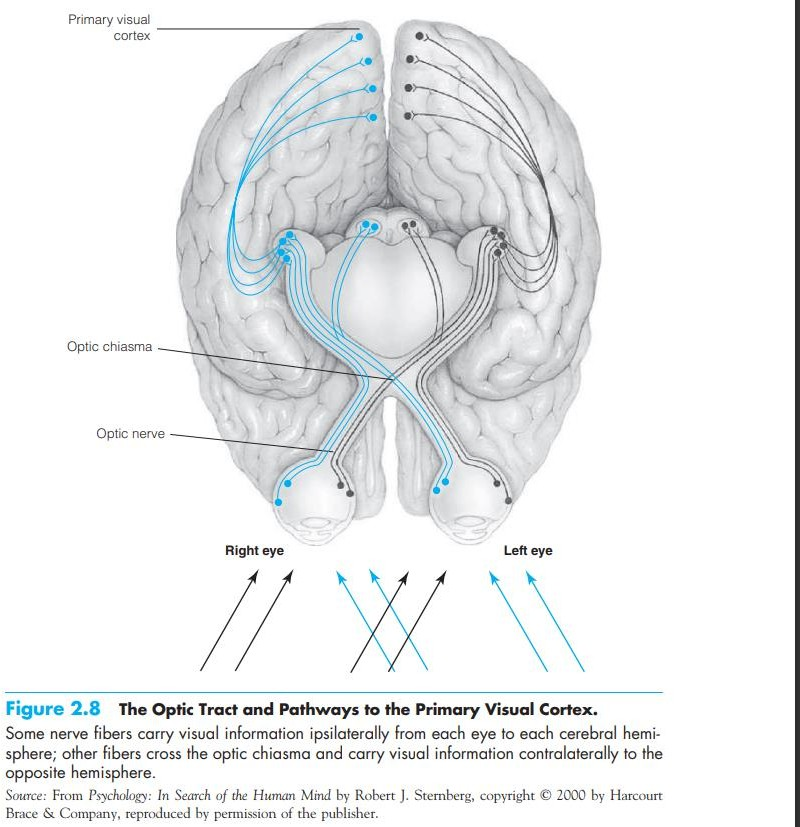 Primary visual
cortex
Optic chiasma
Optic nerve
Right eye
Left eye
Figure 2.8 The Optic Tract and Pathways to the Primary Visual Cortex.
Some nerve fibers carry visual information ipsilaterally from each eye to each cerebral hemi-
sphere; other fibers cross the optic chiasma and carry visual information contralaterally to the
opposite hemisphere.
Source: From Psychology: In Search of the Human Mind by Robert J. Sternberg, copyright © 2000 by Harcourt
Brace & Company, reproduced by permission of the publisher.